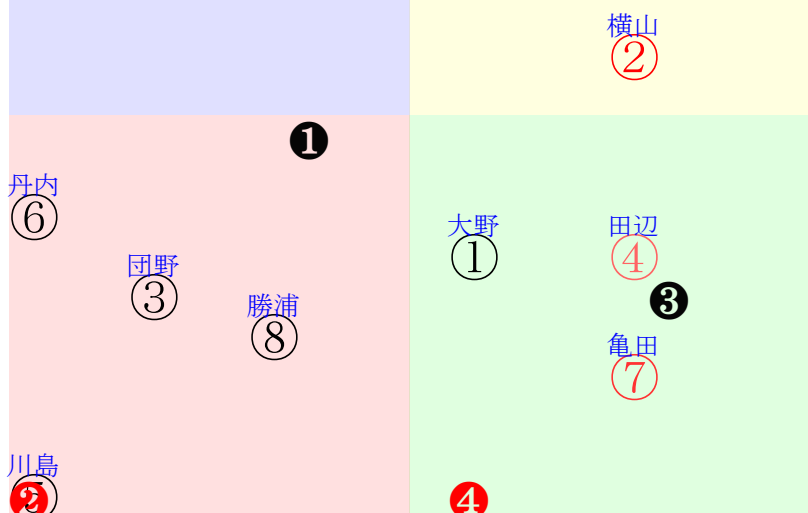 横山
②
❶
丹内
⑥
大野
①
田辺
④
団野
③
❸
勝浦
⑧
亀田
⑦
川島
❷
❹